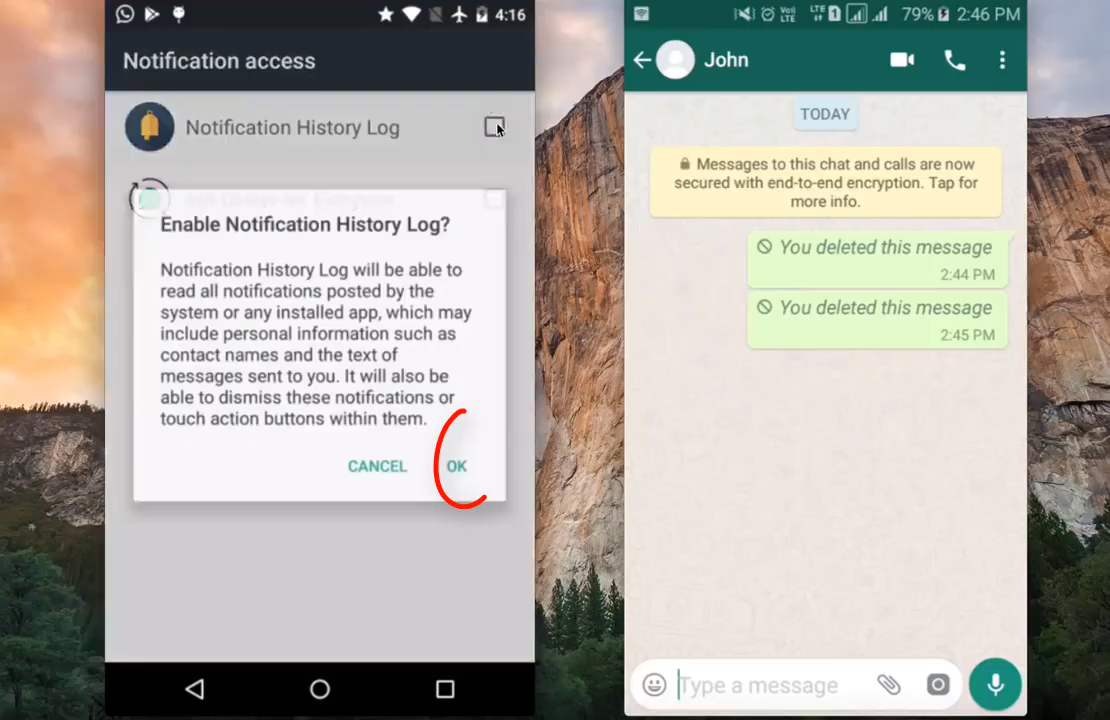 4:16
Notification access
Notification History Log
Enable Notification History Log?
Notification History Log will be able to
read all notifications posted by the
system or any installed app, which may
include personal information such as
contact names and the text of
messages sent to you. It will also be
able to dismiss these notifications or
touch action buttons within them.
CANCEL OK
Vo) LTE LTE 1 79% 2:46 PM
John
TODAY
Messages to this chat and calls are now
secured with end-to-end encryption. Tap for
more info.
You deleted this message
2:44 PM
You deleted this message
2:45 PM
Type a message